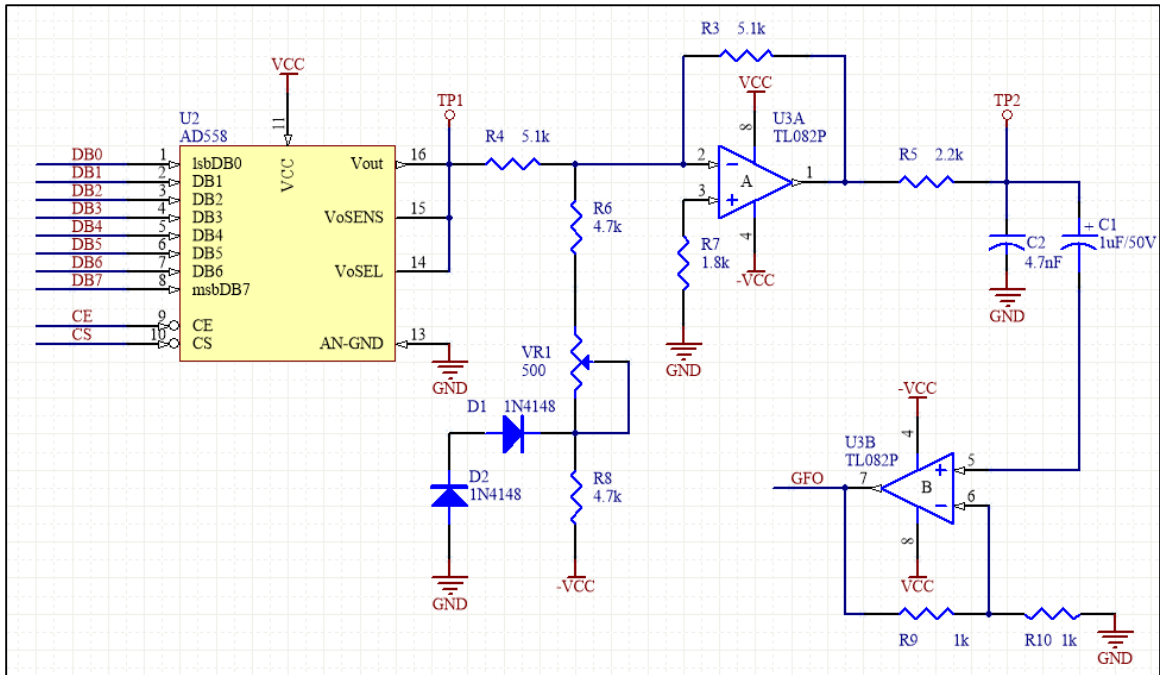 R3 5.1k
VCC
VCC
TP1
TP2
U2
AD558
11
8
U3A
TL082P
DB0 1 lsbDB0
VCC
Vout 16
R4 5.1k
2
A
1
R5 2.2k
DB1 2 DB1
DB2 3 DB2
3
DB3 4 DB3
VoSENS 15
R6
4.7k
4
C1
1uF/50V
+
DB4 5 DB4
R7
1.8k
C2
4.7nF
DB5 6 DB5
DB6 7 DB6
VoSEL 14
-VCC
DB7 8 msbDB7
GND
CE 9 CE
CS 10 CS
AN-GND 13
VR1
500
GND
GND
-VCC
D1 1N4148
4
U3B
TL082P
5
D2
1N4148
R8
4.7k
GFO
7
B
6
8
GND
-VCC
VCC
R9 1k
R10 1k
GND